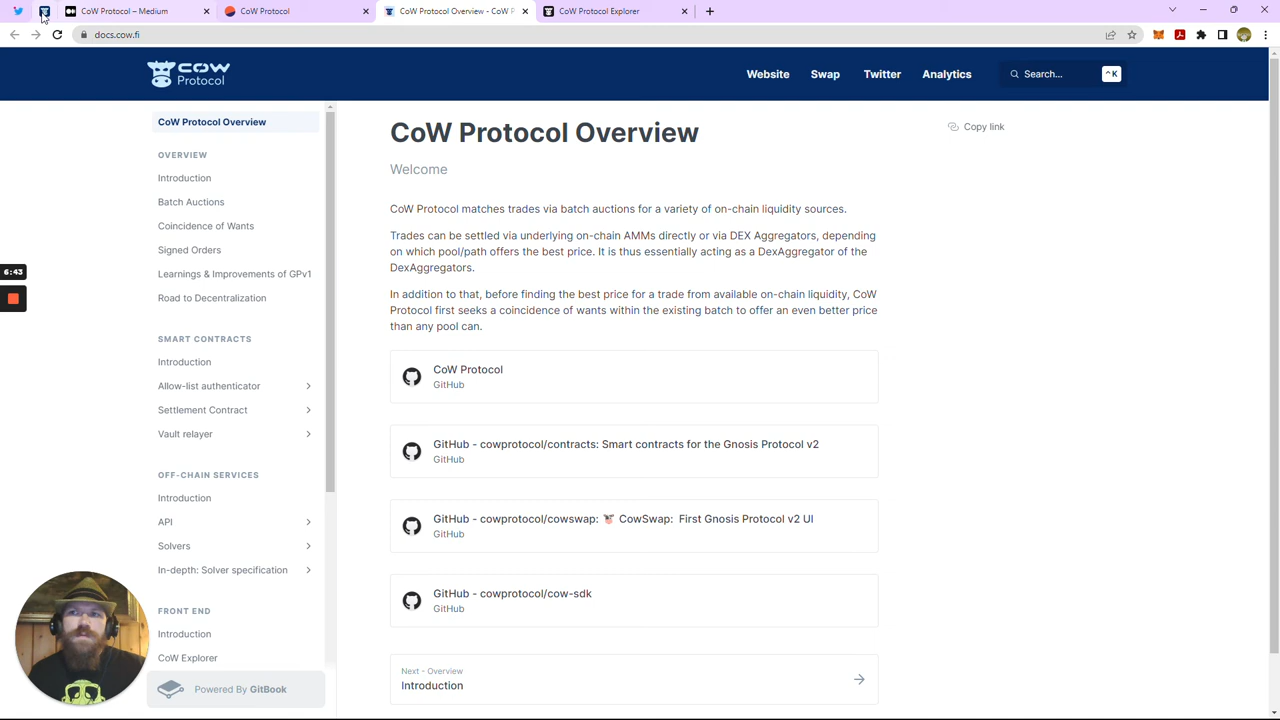 CoW Protocol – Medium
CoW Protocol
CoW Protocol Overview - CoW P
CoW Protocol Explorer
docs.cow.fi
COW
Protocol
Website
Swap
Twitter
Analytics
Search...
^K
CoW Protocol Overview
OVERVIEW
Introduction
Batch Auctions
Coincidence of Wants
Signed Orders
Learnings & Improvements of GPv1
Road to Decentralization
SMART CONTRACTS
Introduction
Allow-list authenticator
Settlement Contract
Vault relayer
OFF-CHAIN SERVICES
Introduction
API
Solvers
In-depth: Solver specification
FRONT END
Introduction
CoW Explorer
Powered By GitBook
6:43
CoW Protocol Overview
Copy link
Welcome
CoW Protocol matches trades via batch auctions for a variety of on-chain liquidity sources.
Trades can be settled via underlying on-chain AMMs directly or via DEX Aggregators, depending
on which pool/path offers the best price. It is thus essentially acting as a DexAggregator of the
DexAggregators.
In addition to that, before finding the best price for a trade from available on-chain liquidity, CoW
Protocol first seeks a coincidence of wants within the existing batch to offer an even better price
than any pool can.
CoW Protocol
GitHub
GitHub - cowprotocol/contracts: Smart contracts for the Gnosis Protocol v2
GitHub
GitHub - cowprotocol/cowswap: 🐮 CowSwap: First Gnosis Protocol v2 UI
GitHub
GitHub - cowprotocol/cow-sdk
GitHub
Next - Overview
Introduction